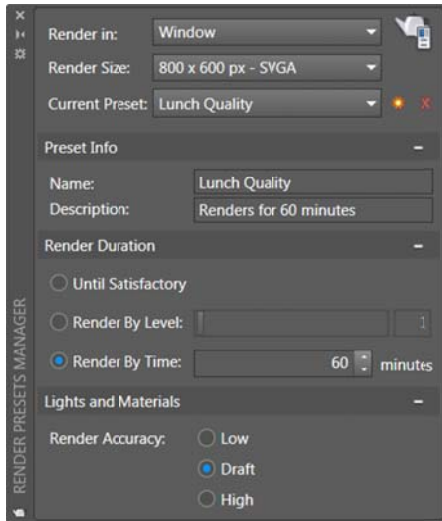 Render in: Window
Render Size: 800 x 600 px - SVGA
Current Preset: Lunch Quality
Preset Info
Name: Lunch Quality
Description: Renders for 60 minutes
Render Duration
Until Satisfactory
Render By Level: 1
Render By Time: 60 minutes
Lights and Materials
Render Accuracy: Low
Draft
High
RENDER PRESETS MANAGER